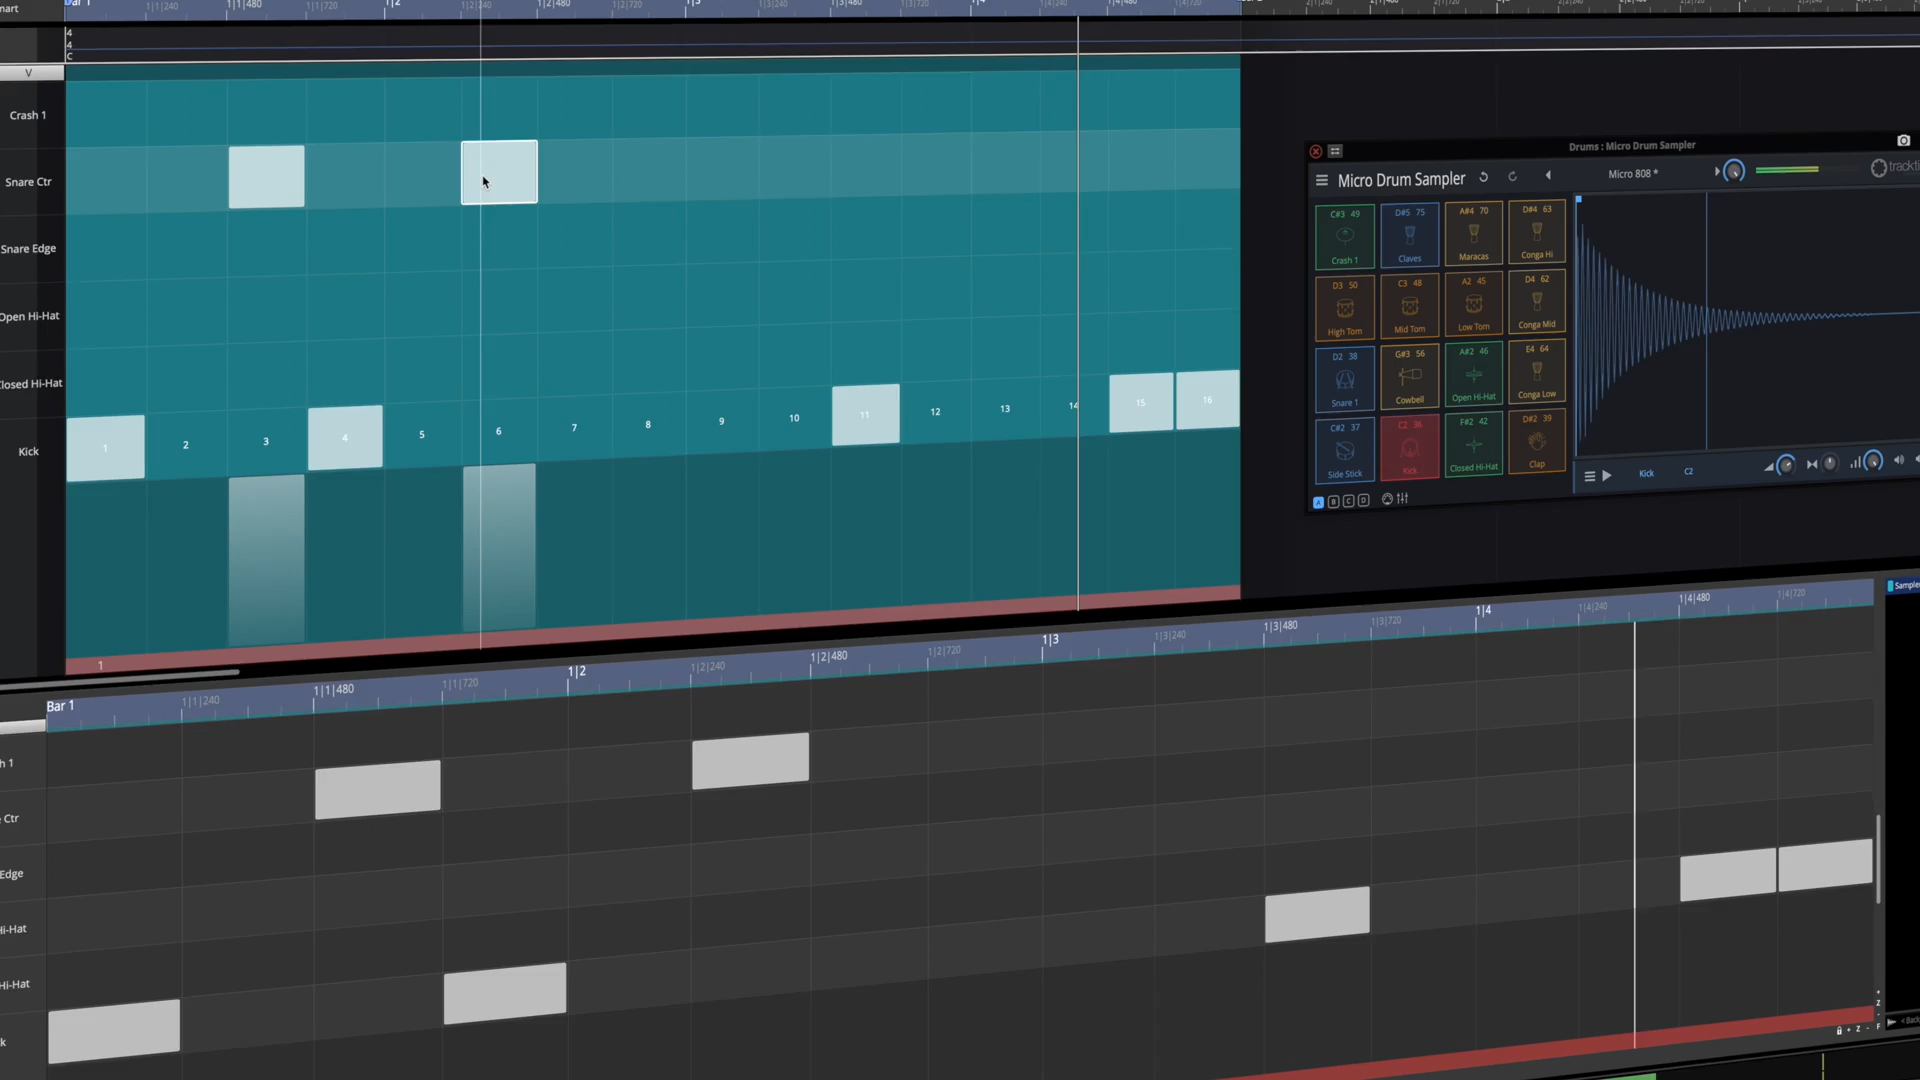 1|1|240
1|1|480
1|1|720
1|2
1|2|240
1|2|480
1|2|720
1|3
1|3|240
1|3|480
1|3|720
1|4
1|4|240
1|4|480
1|4|720
4
4
C
V
Crash 1
Snare Ctr
Snare Edge
Open Hi-Hat
Closed Hi-Hat
Kick
1 2 3 4 5 6 7 8 9 10 11 12 13 14 15 16
1
Drums : Micro Drum Sampler
Micro Drum Sampler
Micro 808 *
C#3 49
Crash 1
D#5 75
Claves
A#4 70
Maracas
D#4 63
Conga Hi
D3 50
High Tom
C3 48
Mid Tom
A2 45
Low Tom
D4 62
Conga Mid
D2 38
Snare 1
G#3 56
Cowbell
A#2 46
Open Hi-Hat
E4 64
Conga Low
C#2 37
Side Stick
C2 36
Kick
F#2 42
Closed Hi-Hat
D#2 39
Clap
A B C D
Kick C2
Bar 1
1|1|240
1|1|480
1|1|720
1|2
1|2|240
1|2|480
1|2|720
1|3
1|3|240
1|3|480
1|3|720
1|4
1|4|240
1|4|480
1|4|720
Sample
h 1
Ctr
Edge
Hi-Hat
Hi-Hat
k